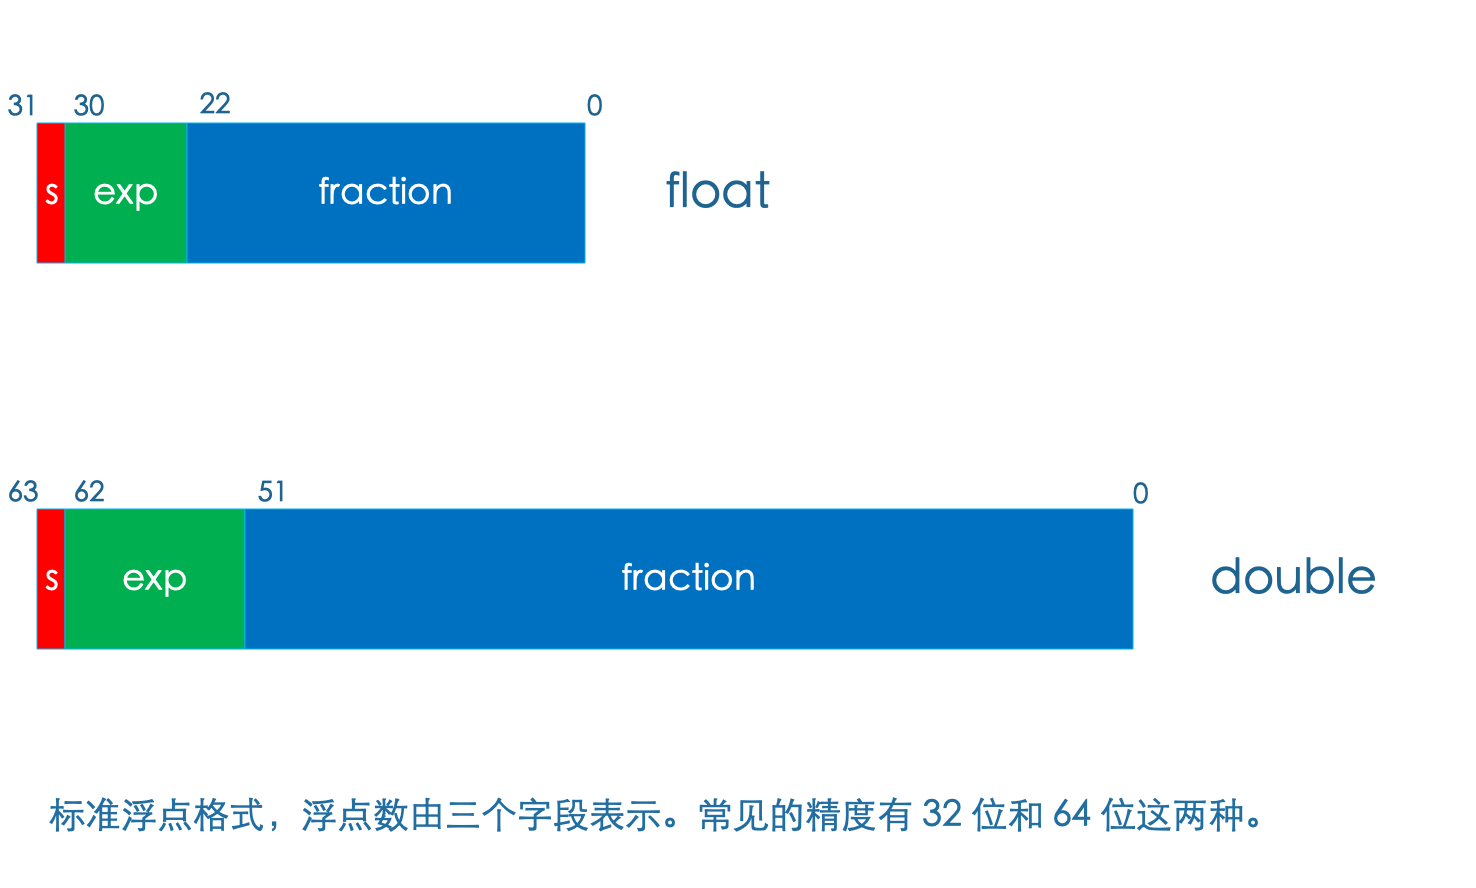 31 30 22 0
s exp fraction float
63 62 51 0
s exp fraction double
标准浮点格式，浮点数由三个字段表示。常见的精度有 32 位和 64 位这两种。